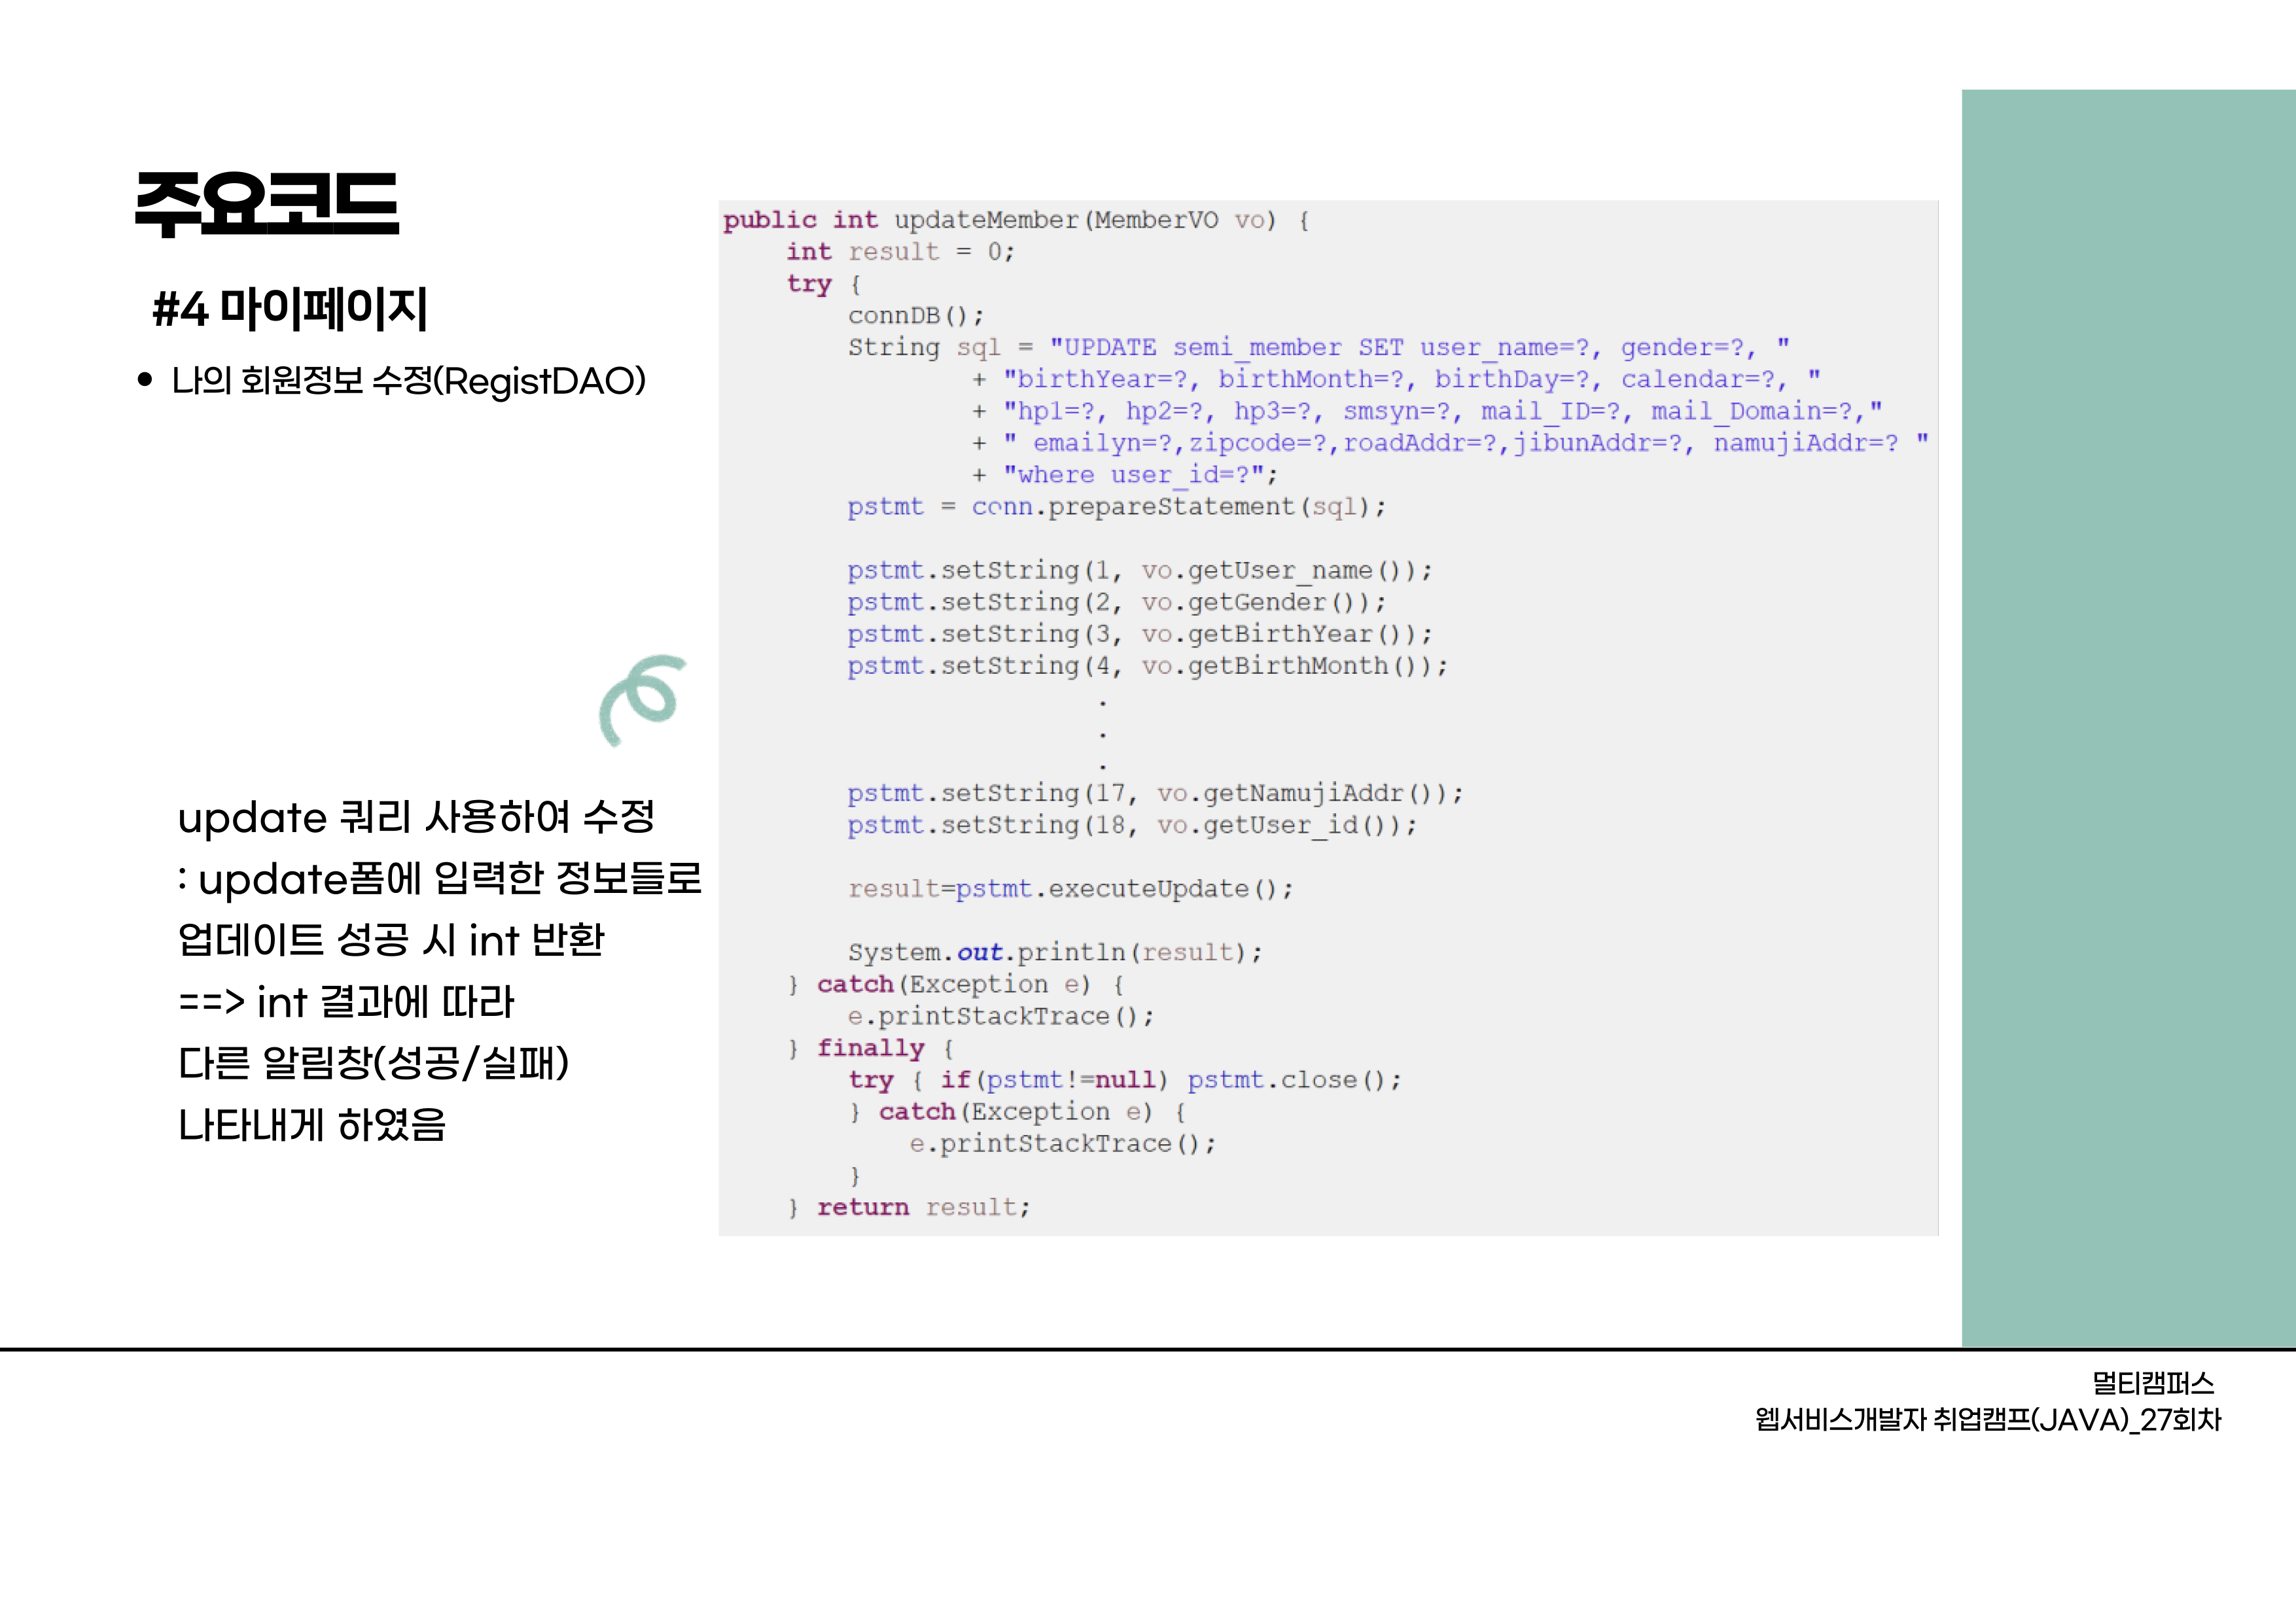 주요코드
#4 마이페이지
• 나의 회원정보 수정(RegistDAO)
update 쿼리 사용하여 수정
: update폼에 입력한 정보들로
업데이트 성공 시 int 반환
==> int 결과에 따라
다른 알림창(성공/실패)
나타내게 하였음
public int updateMember(MemberVO vo) {
    int result = 0;
    try {
        connDB();
        String sql = "UPDATE semi_member SET user_name=?, gender=?, "
                + "birthYear=?, birthMonth=?, birthDay=?, calendar=?, "
                + "hp1=?, hp2=?, hp3=?, smsyn=?, mail_ID=?, mail_Domain=?,"
                + " emailyn=?,zipcode=?,roadAddr=?,jibunAddr=?, namujiAddr=? "
                + "where user_id=?";
        pstmt = conn.prepareStatement(sql);
        pstmt.setString(1, vo.getUser_name());
        pstmt.setString(2, vo.getGender());
        pstmt.setString(3, vo.getBirthYear());
        pstmt.setString(4, vo.getBirthMonth());
                        .
                        .
                        .
        pstmt.setString(17, vo.getNamujiAddr());
        pstmt.setString(18, vo.getUser_id());
        result=pstmt.executeUpdate();
        System.out.println(result);
    } catch(Exception e) {
        e.printStackTrace();
    } finally {
        try { if(pstmt!=null) pstmt.close();
        } catch(Exception e) {
            e.printStackTrace();
        }
    } return result;
멀티캠퍼스
웹서비스개발자 취업캠프(JAVA)_27회차